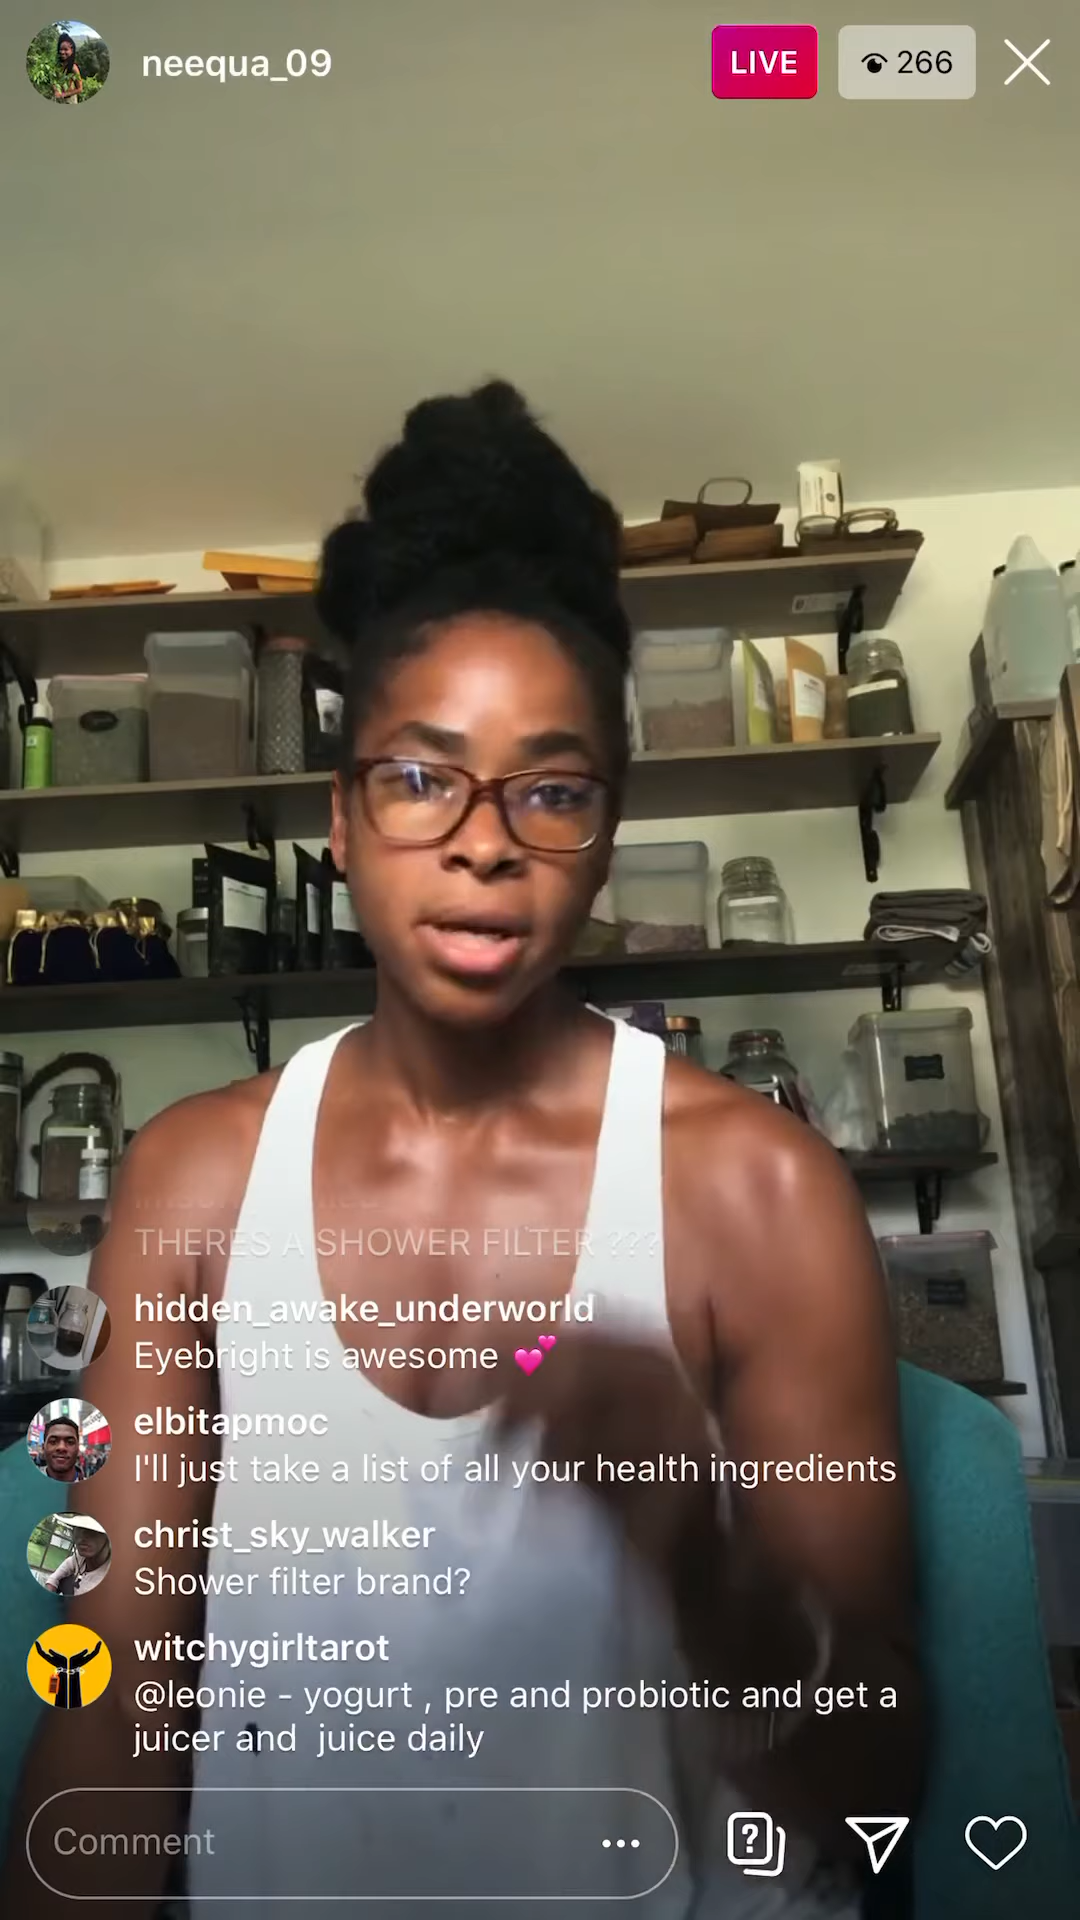 neequa_09
LIVE
266
THERES A SHOWER FILTER ???
hidden_awake_underworld
Eyebright is awesome 💕
elbitapmoc
I'll just take a list of all your health ingredients
christ_sky_walker
Shower filter brand?
witchygirltarot
@leonie - yogurt , pre and probiotic and get a
juicer and  juice daily
Comment